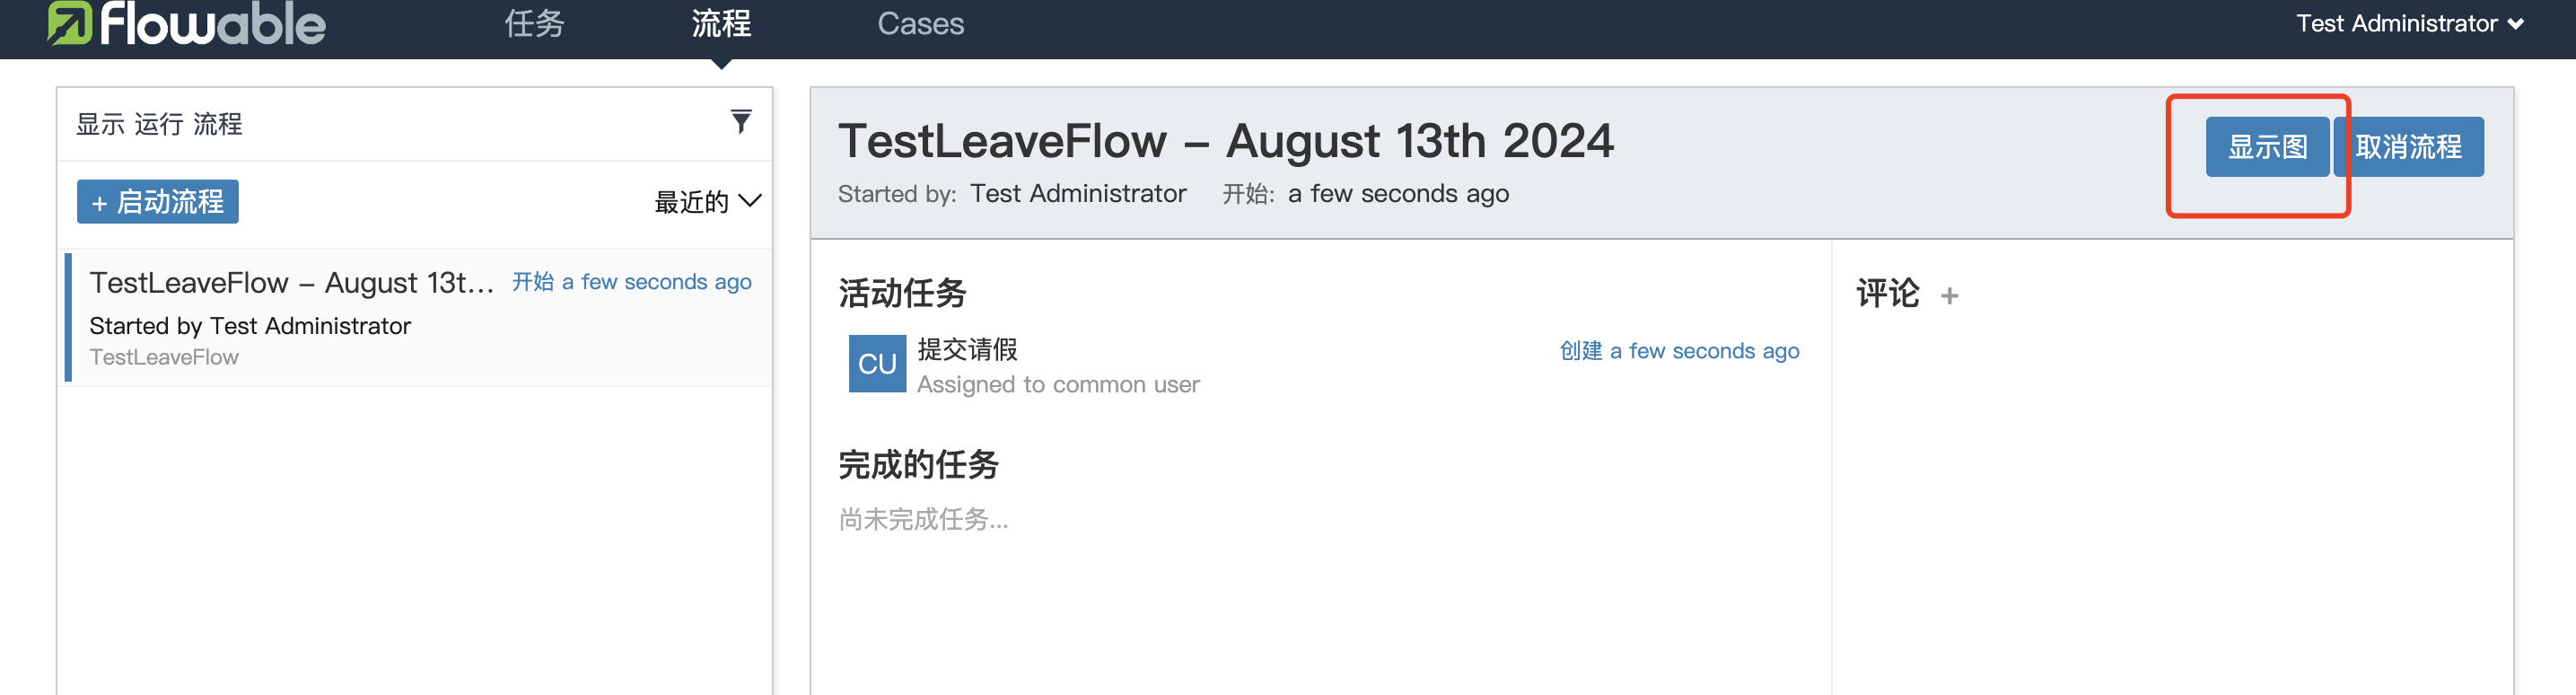 flowable 任务 流程 Cases Test Administrator
显示 运行 流程
+ 启动流程 最近的
TestLeaveFlow – August 13t... 开始 a few seconds ago
Started by Test Administrator
TestLeaveFlow
TestLeaveFlow – August 13th 2024
显示图 取消流程
Started by: Test Administrator 开始: a few seconds ago
活动任务
CU 提交请假 创建 a few seconds ago
Assigned to common user
完成的任务
尚未完成任务...
评论 +